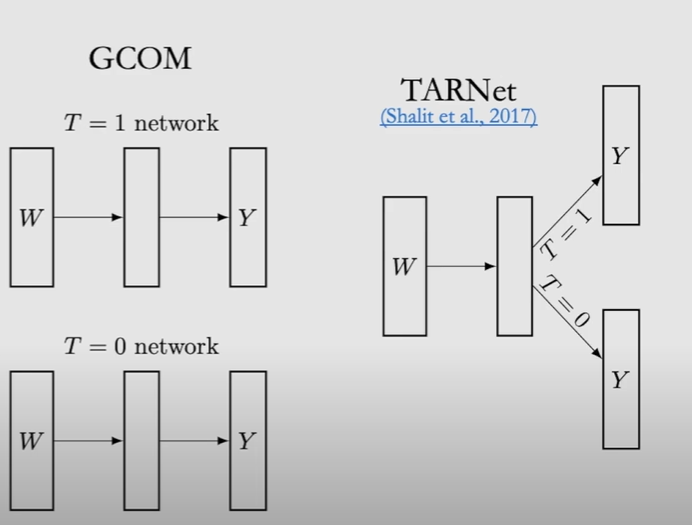 GCOM
T = 1 network
W
Y
T = 0 network
W
Y
TARNet
(Shalit et al., 2017)
W
T = 1
Y
T = 0
Y